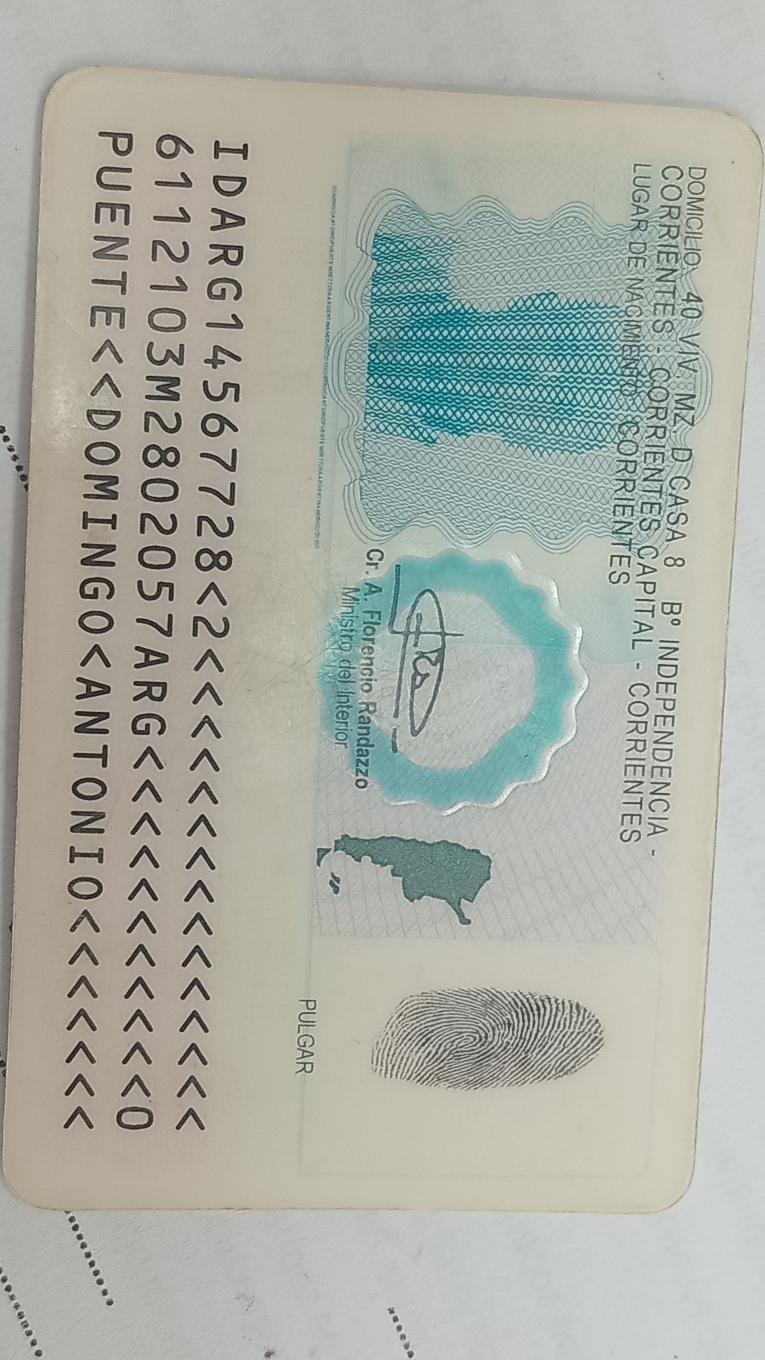 DOMICILIO: 40 VIV MZ D CASA 8 Bº INDEPENDENCIA -
CORRIENTES - CORRIENTES CAPITAL - CORRIENTES
LUGAR DE NACIMIENTO: CORRIENTES
Cr. A. Florencio Randazzo
Ministro del Interior
PULGAR
IDARG14567728<2<<<<<<<<<<<<<<<
6112103M2802057ARG<<<<<<<<<<<0
PUENTE<<DOMINGO<ANTONIO<<<<<<<